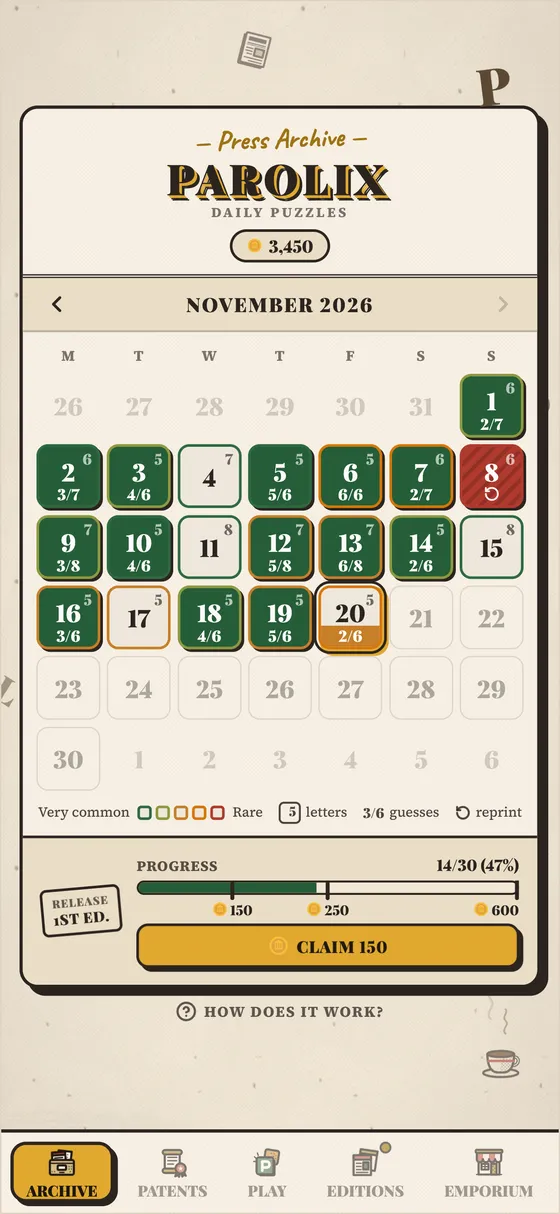 P
– Press Archive –
PAROLIX
DAILY PUZZLES
3,450
NOVEMBER 2026
M T W T F S S
26 27 28 29 30 31 1 6 2/7
2 6 3/7 3 5 4/6 4 7 5 5 5/6 6 5 6/6 7 6 2/7 8 6
9 7 3/8 10 5 4/6 11 8 12 7 5/8 13 7 6/8 14 5 2/6 15 8
16 5 3/6 17 5 18 5 4/6 19 5 5/6 20 5 2/6 21 22
23 24 25 26 27 28 29
30 1 2 3 4 5 6
Very common Rare 5 letters 3/6 guesses reprint
PROGRESS 14/30 (47%)
RELEASE
1ST ED.
150 250 600
CLAIM 150
? HOW DOES IT WORK?
ARCHIVE PATENTS P PLAY EDITIONS EMPORIUM